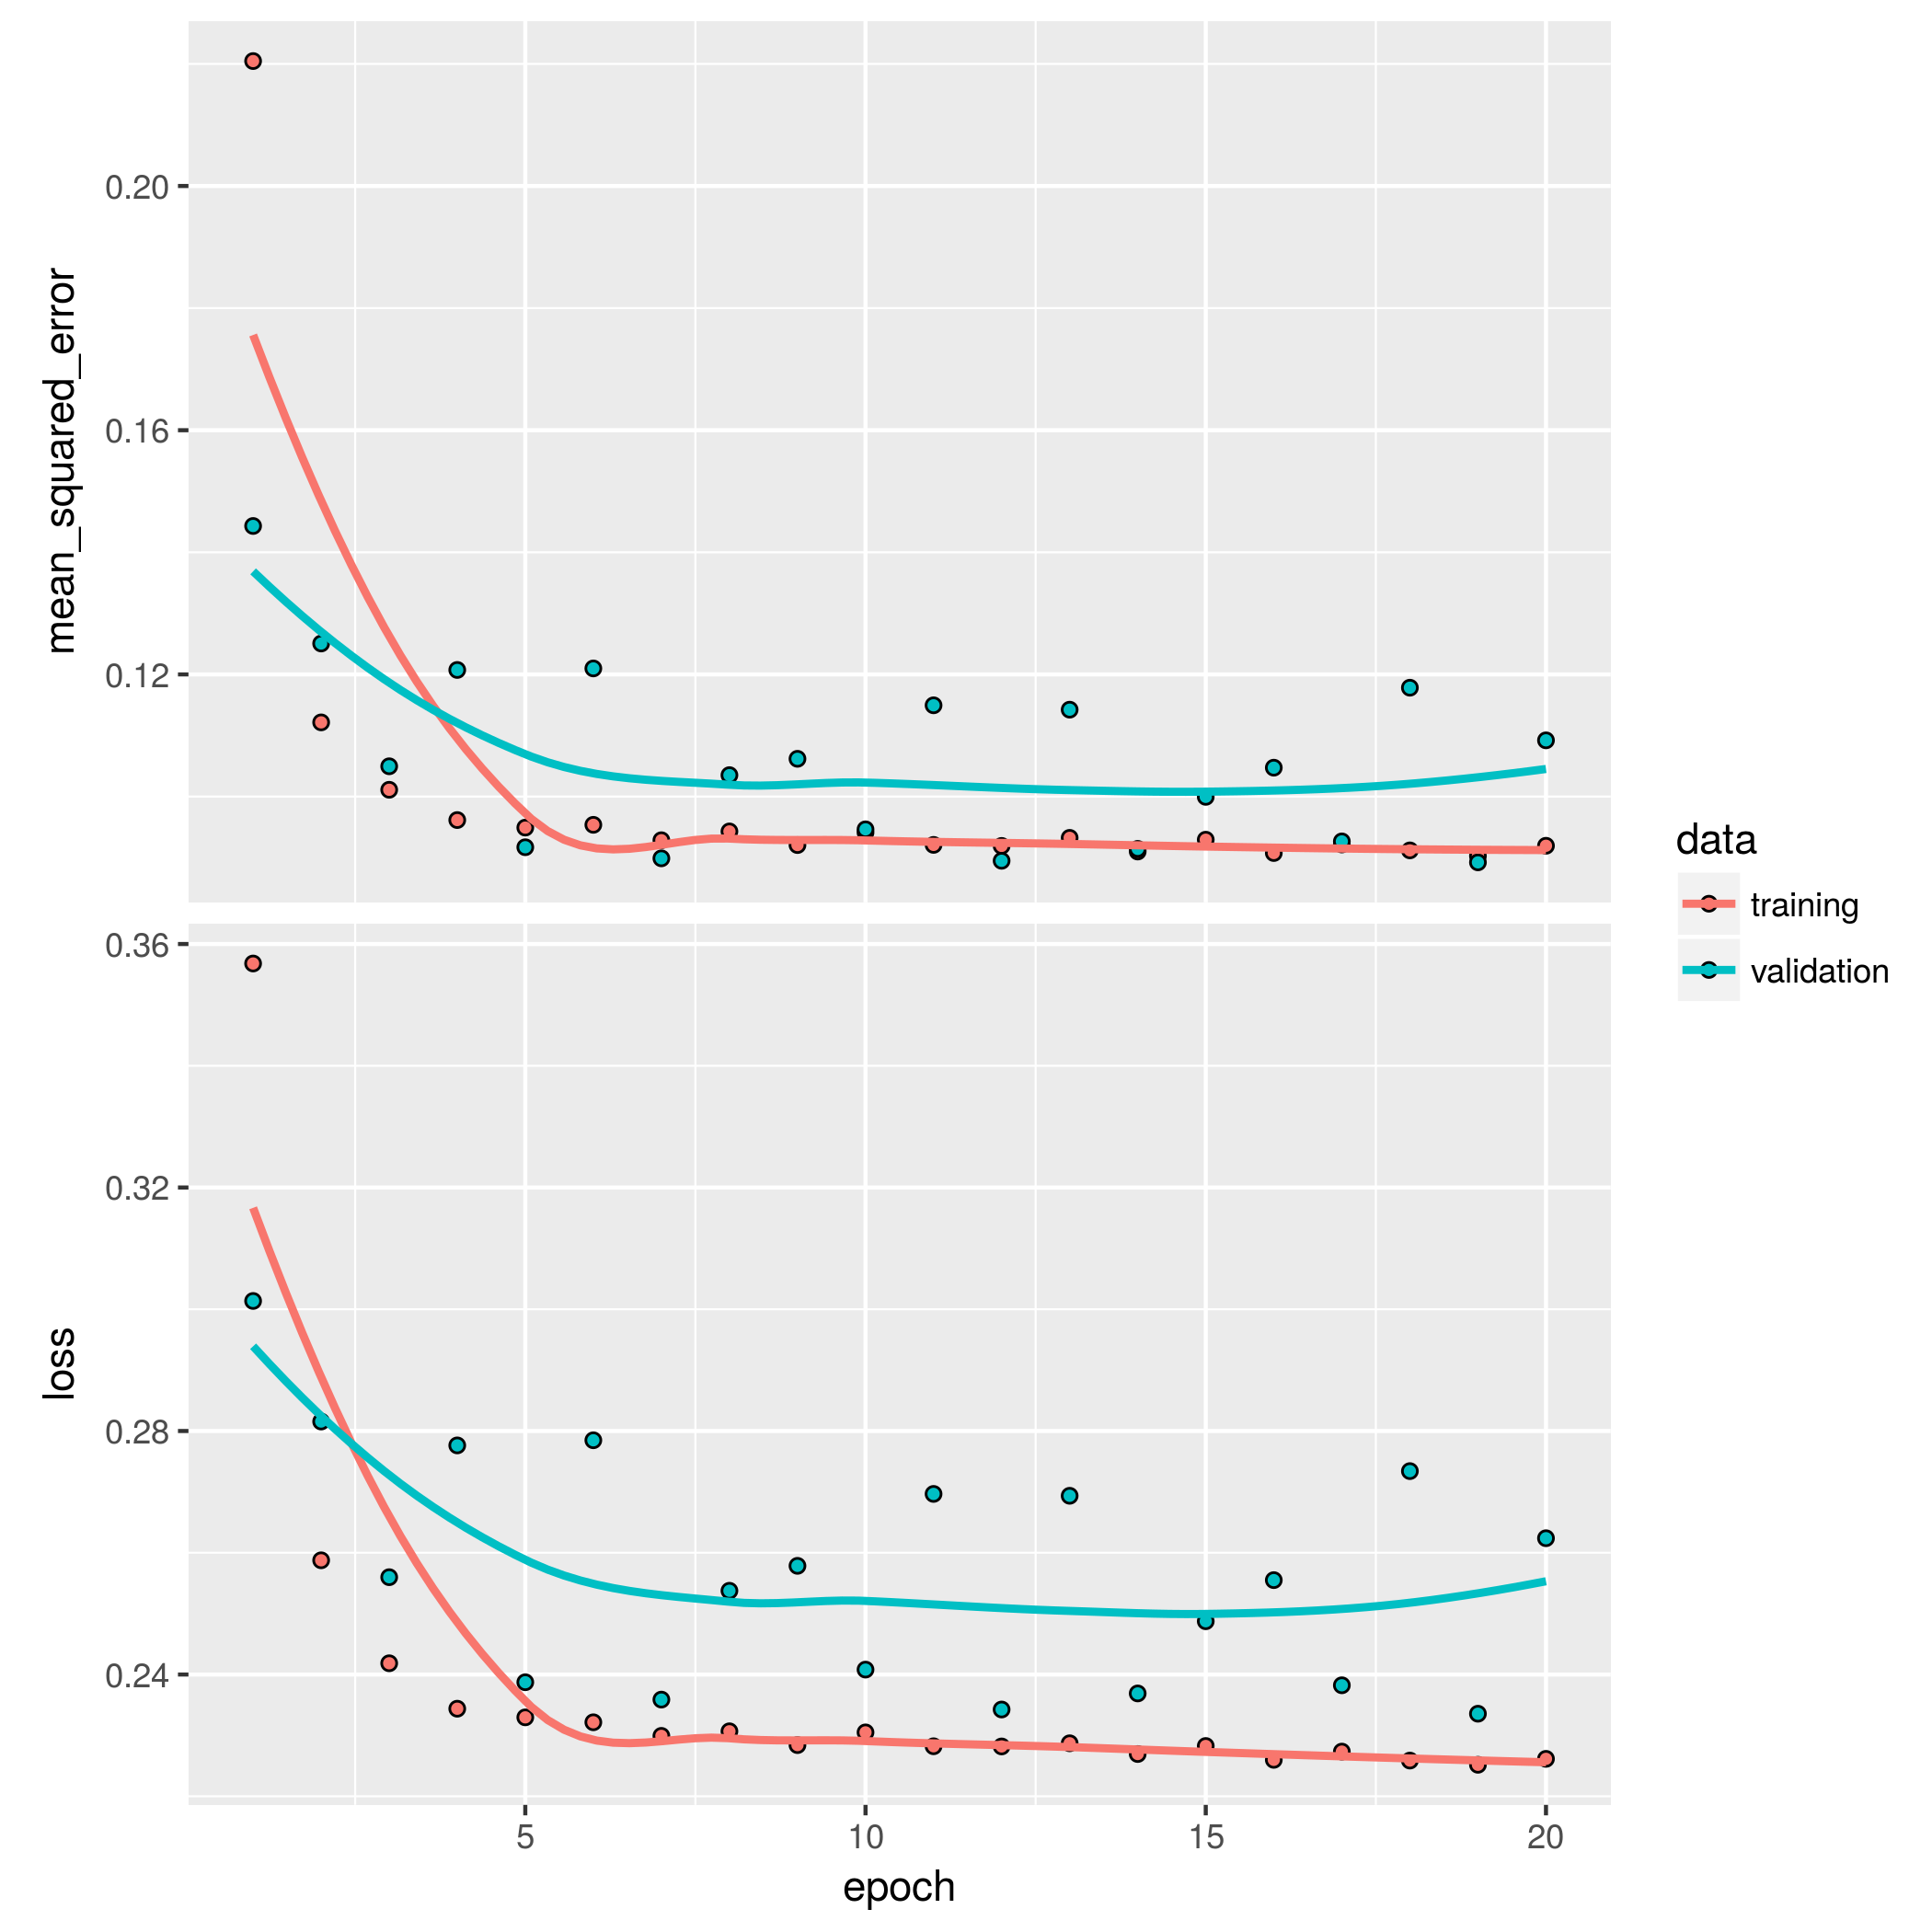 mean_squared_error
0.20
0.16
0.12
loss
0.36
0.32
0.28
0.24
5 10 15 20
epoch
data
training
validation